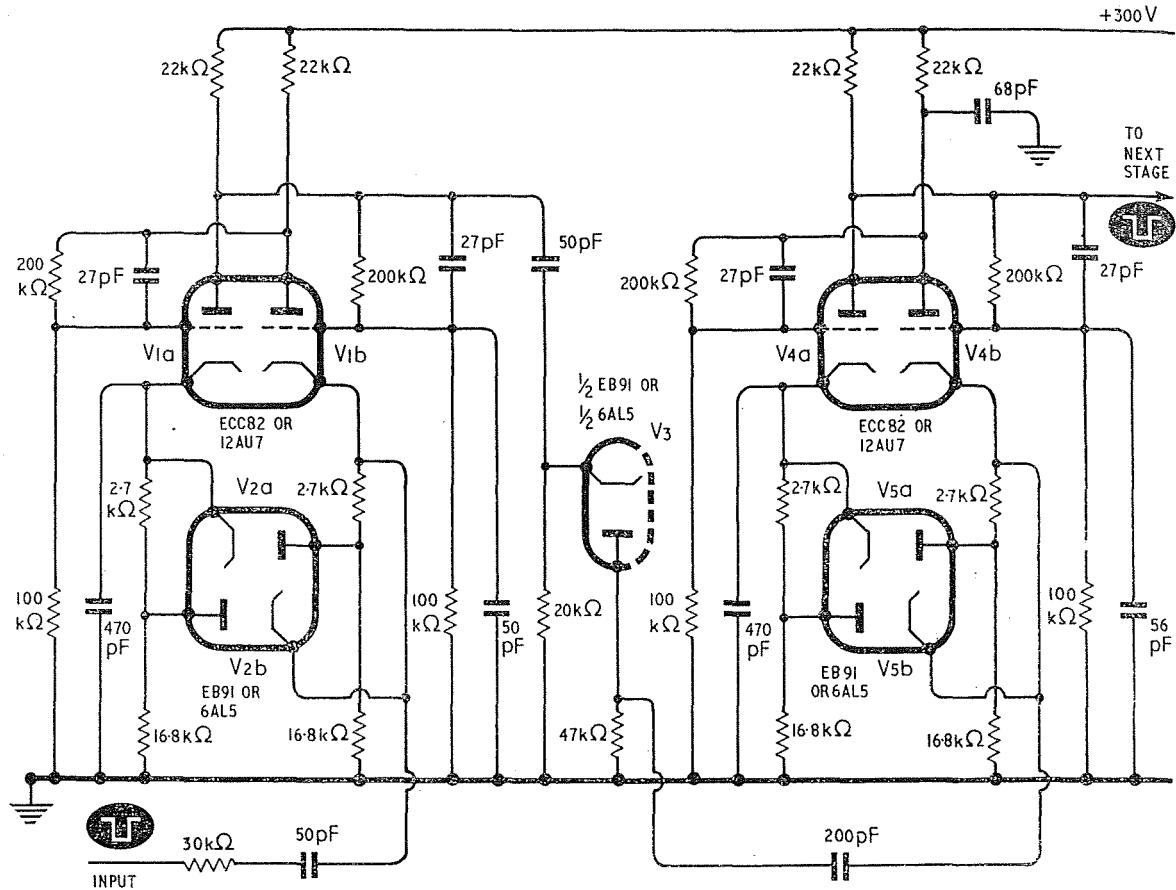 +300V
22kΩ
22kΩ
22kΩ
22kΩ
68pF
TO
NEXT
STAGE
200
kΩ
27pF
200kΩ
27pF
50pF
200kΩ
27pF
200kΩ
27pF
V1a
V1b
V4a
V4b
ECC82 OR
12AU7
½ EB91 OR
½ 6AL5
V3
ECC82 OR
12AU7
2·7
kΩ
V2a
2·7kΩ
2·7kΩ
V5a
2·7kΩ
100
kΩ
470
pF
100
kΩ
50
pF
20kΩ
100
kΩ
470
pF
100
kΩ
56
pF
V2b
EB91 OR
6AL5
V5b
EB91
OR 6AL5
16·8kΩ
16·8kΩ
47kΩ
16·8kΩ
16·8kΩ
30kΩ
50pF
200pF
INPUT